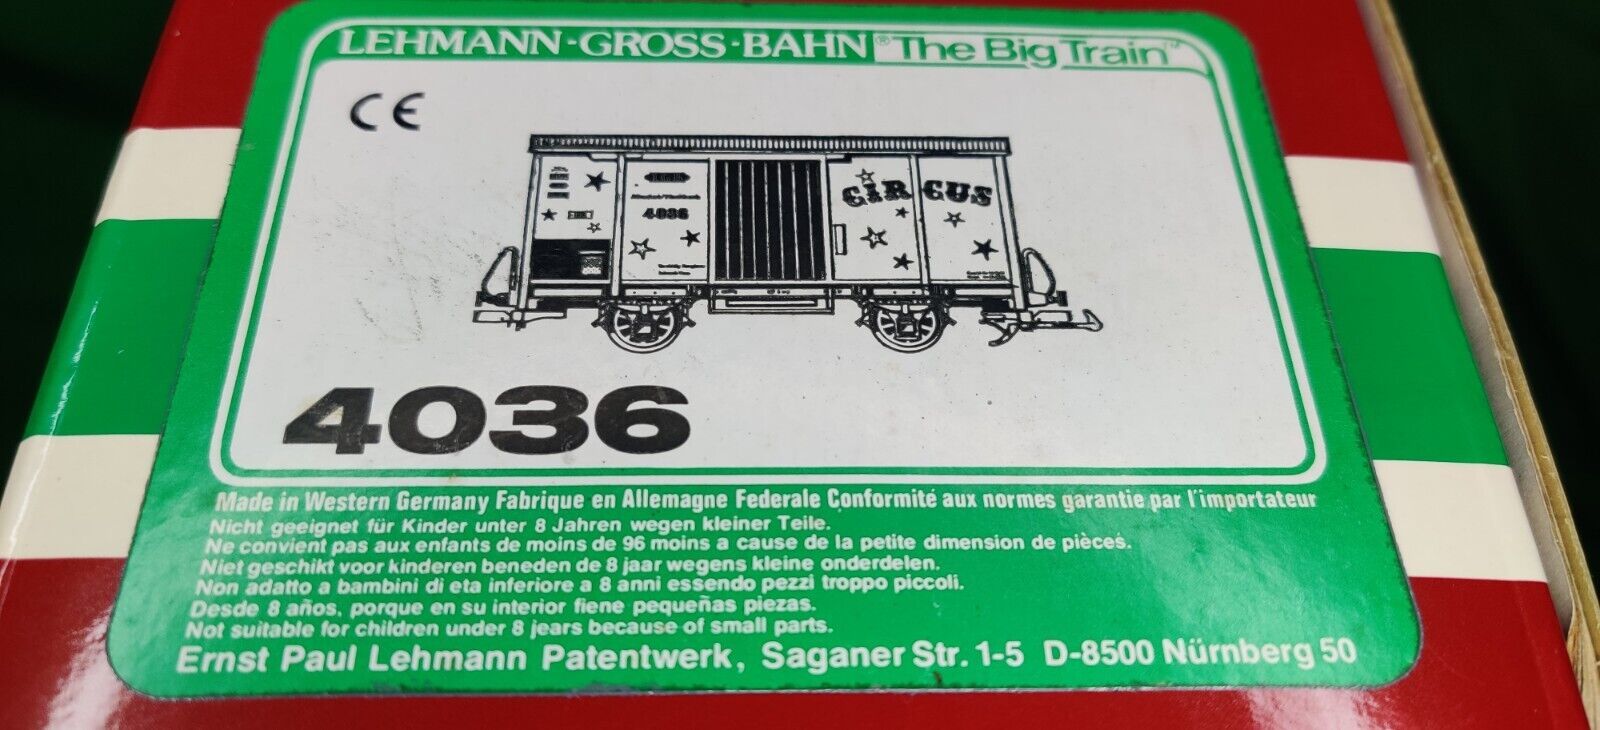 LEHMANN-GROSS-BAHN® The Big Train™
CE
CIRCUS
4036
4036
Made in Western Germany Fabrique en Allemagne Federale Conformité aux normes garantie par l'importateur
Nicht geeignet für Kinder unter 8 Jahren wegen kleiner Teile.
Ne convient pas aux enfants de moins de 96 moins a cause de la petite dimension de pièces.
Niet geschikt voor kinderen beneden de 8 jaar wegens kleine onderdelen.
Non adatto a bambini di eta inferiore a 8 anni essendo pezzi troppo piccoli.
Desde 8 años, porque en su interior fiene pequeñas piezas.
Not suitable for children under 8 jears because of small parts.
Ernst Paul Lehmann Patentwerk, Saganer Str. 1-5 D-8500 Nürnberg 50